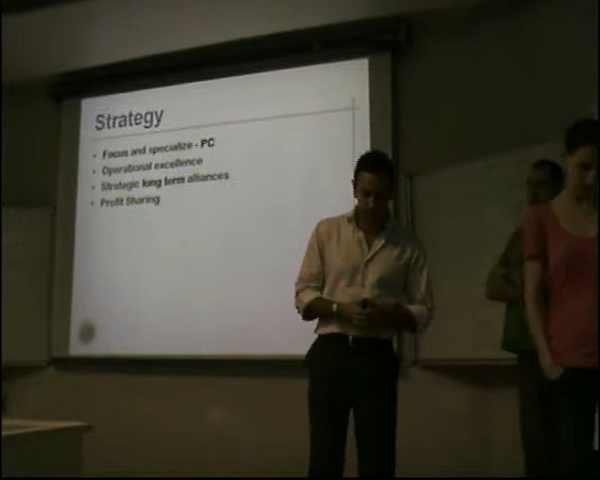 Strategy
• Focus and specialize - PC
• Operational excellence
• Strategic long term alliances
• Profit Sharing